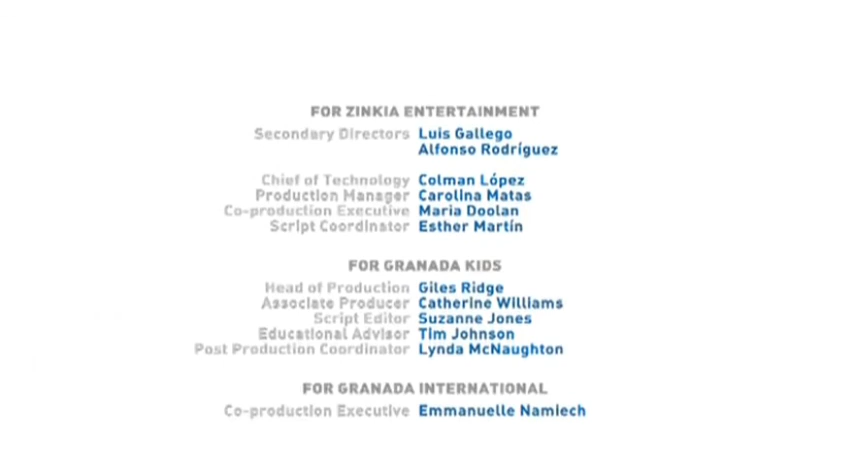 FOR ZINKIA ENTERTAINMENT
Secondary Directors Luis Gallego
Alfonso Rodríguez
Chief of Technology Colman López
Production Manager Carolina Matas
Co-production Executive Maria Doolan
Script Coordinator Esther Martín
FOR GRANADA KIDS
Head of Production Giles Ridge
Associate Producer Catherine Williams
Script Editor Suzanne Jones
Educational Advisor Tim Johnson
Post Production Coordinator Lynda McNaughton
FOR GRANADA INTERNATIONAL
Co-production Executive Emmanuelle Namiech